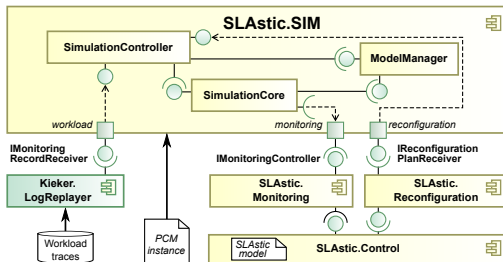 SLAstic.SIM
SimulationController
ModelManager
SimulationCore
workload
monitoring
reconfiguration
IMonitoring
RecordReceiver
IMonitoringController
IReconfiguration
PlanReceiver
Kieker.
LogReplayer
SLAstic.
Monitoring
SLAstic.
Reconfiguration
Workload
traces
PCM
instance
SLAstic
model
SLAstic.Control